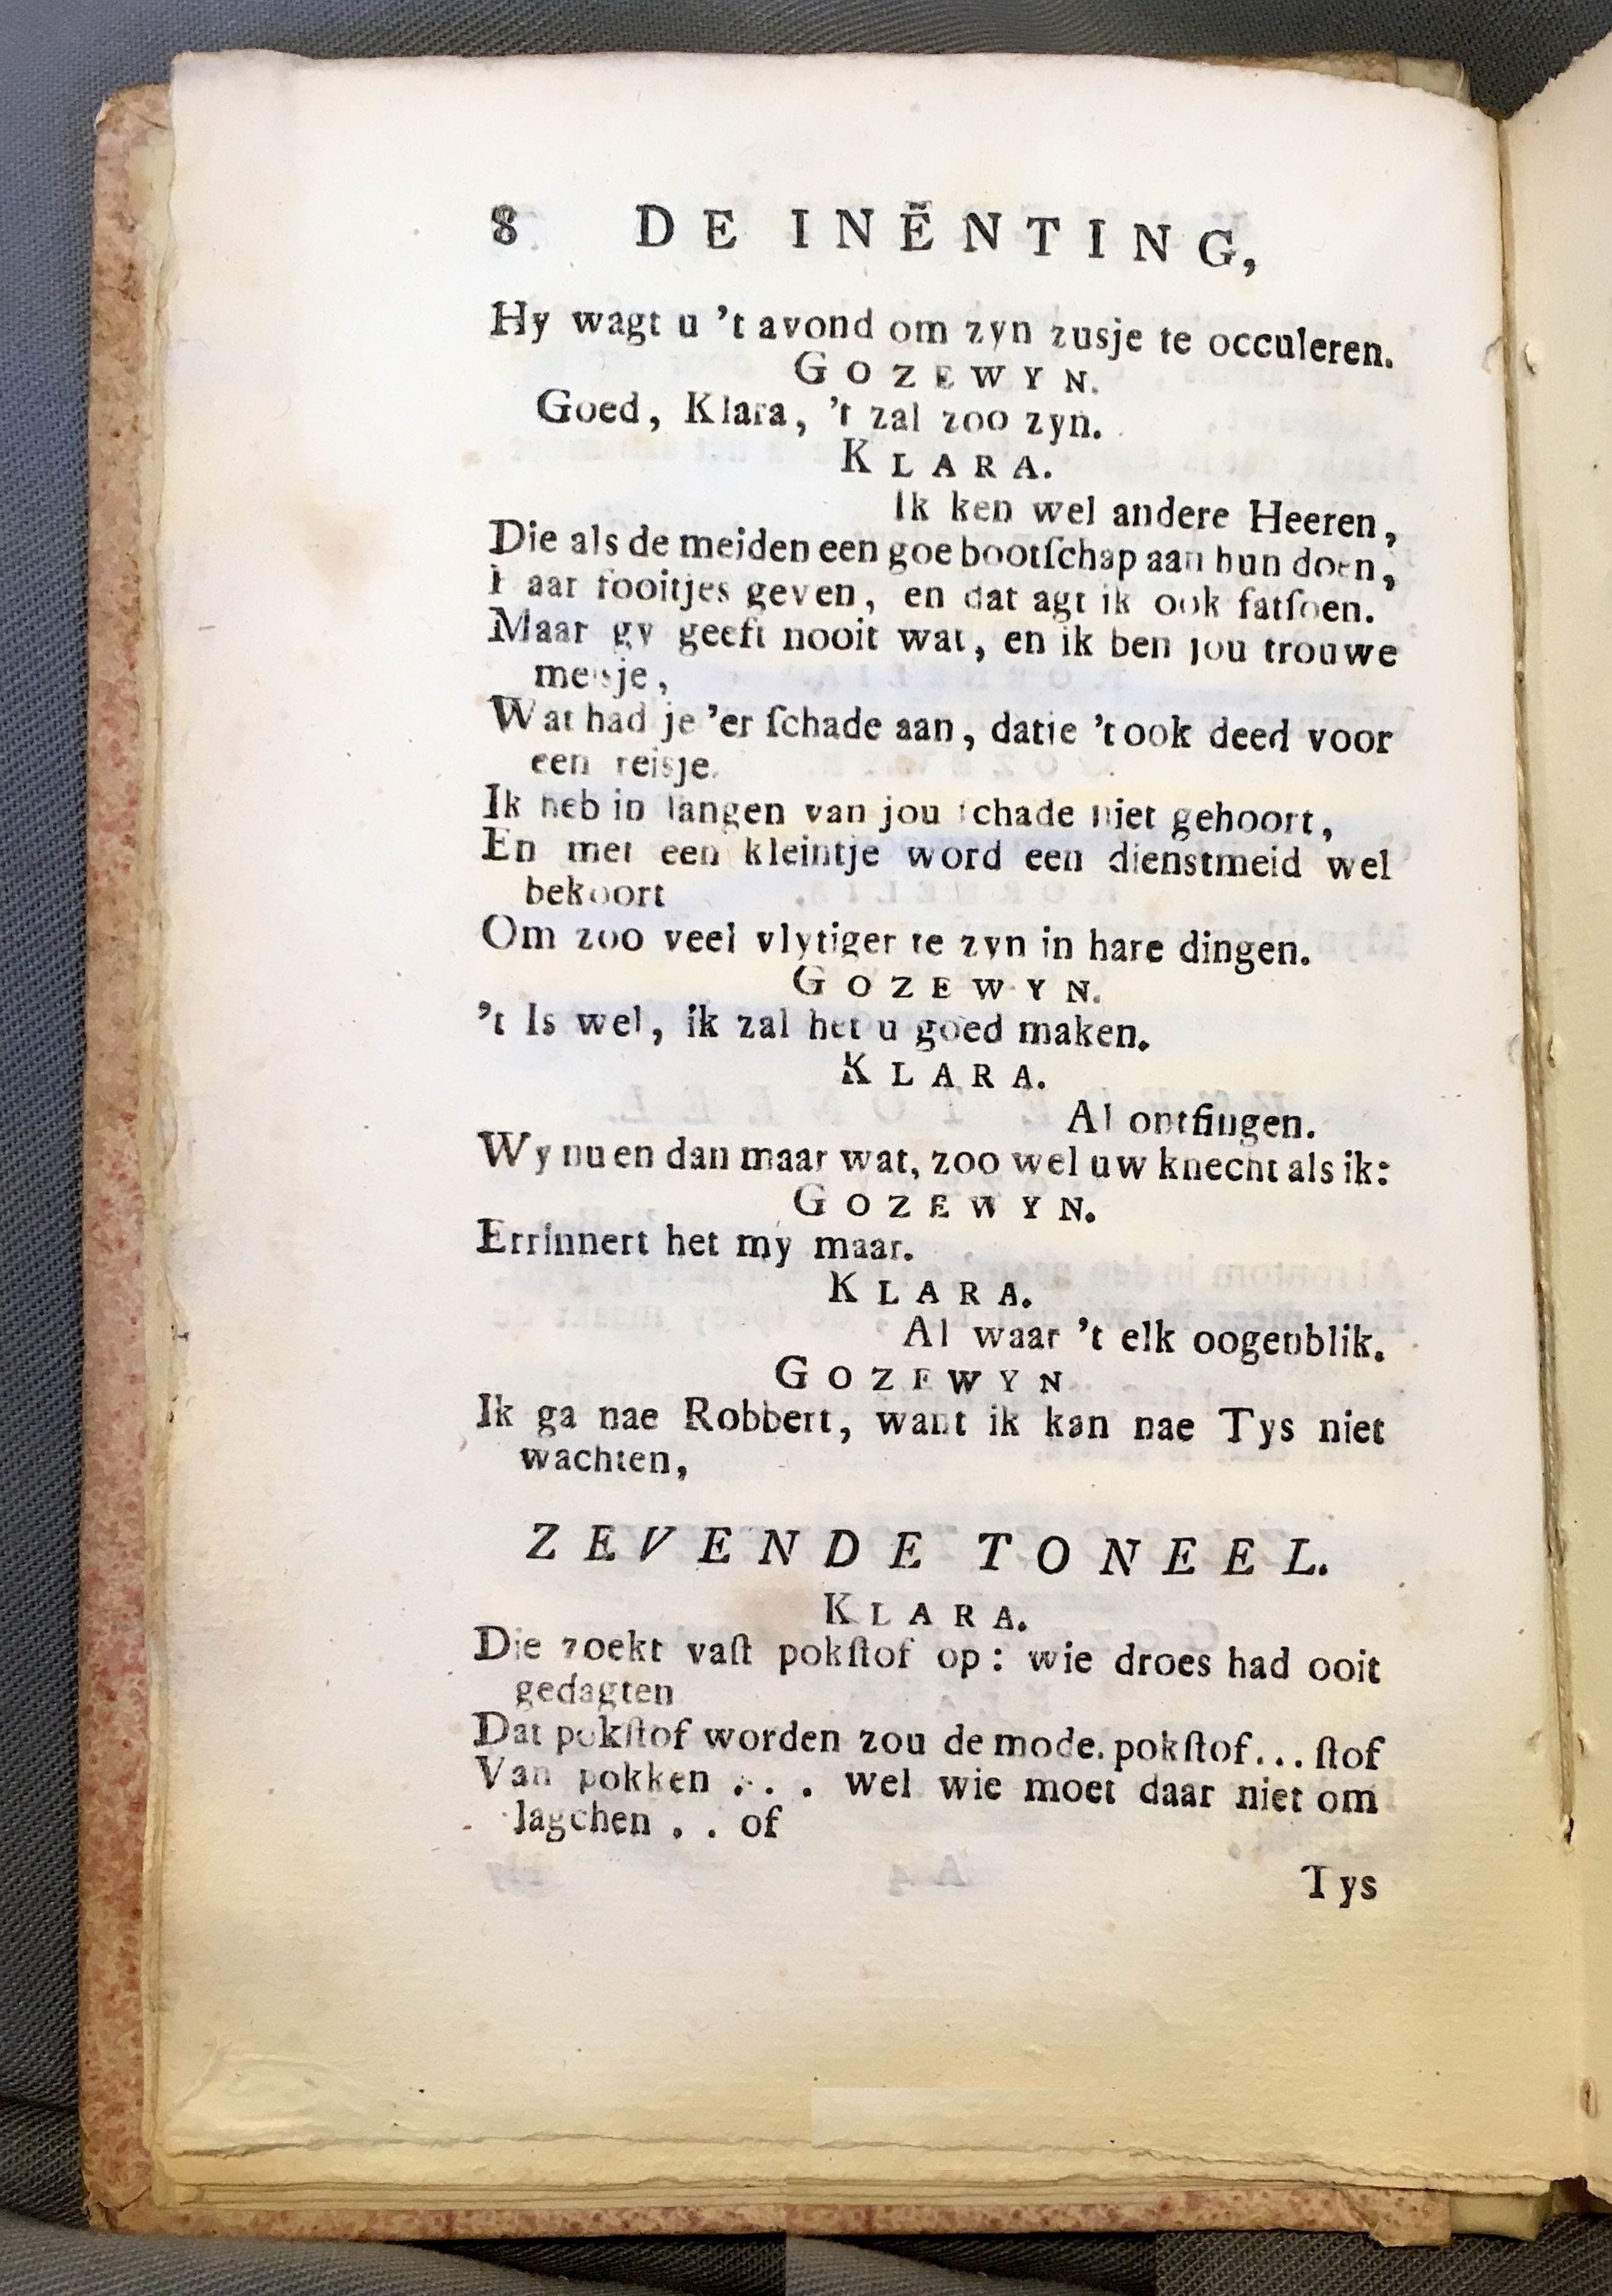 8 DE INËNTING,
Hy wagt u 't avond om zyn zusje te occuleren.
GOZEWYN.
Goed, Klara, 't zal zoo zyn.
KLARA.
Ik ken wel andere Heeren,
Die als de meiden een goe bootſchap aan hun doen,
Haar fooitjes geven, en dat agt ik ook fatſoen.
Maar gy geeft nooit wat, en ik ben jou trouwe
meisje,
Wat had je 'er ſchade aan, datje 't ook deed voor
een reisje.
Ik heb in langen van jou ſchade niet gehoort,
En met een kleintje word een dienstmeid wel
bekoort
Om zoo veel vlytiger te zyn in hare dingen.
GOZEWYN.
't Is wel, ik zal het u goed maken.
KLARA.
Al ontfingen.
Wy nu en dan maar wat, zoo wel uw knecht als ik:
GOZEWYN.
Errinnert het my maar.
KLARA.
Al waar 't elk oogenblik.
GOZEWYN
Ik ga nae Robbert, want ik kan nae Tys niet
wachten,
ZEVENDE TONEEL.
KLARA.
Die zoekt vaſt pokſtof op: wie droes had ooit
gedagten
Dat pokſtof worden zou de mode. pokſtof... ſtof
Van pokken . . . wel wie moet daar niet om
lagchen . . of
Tys